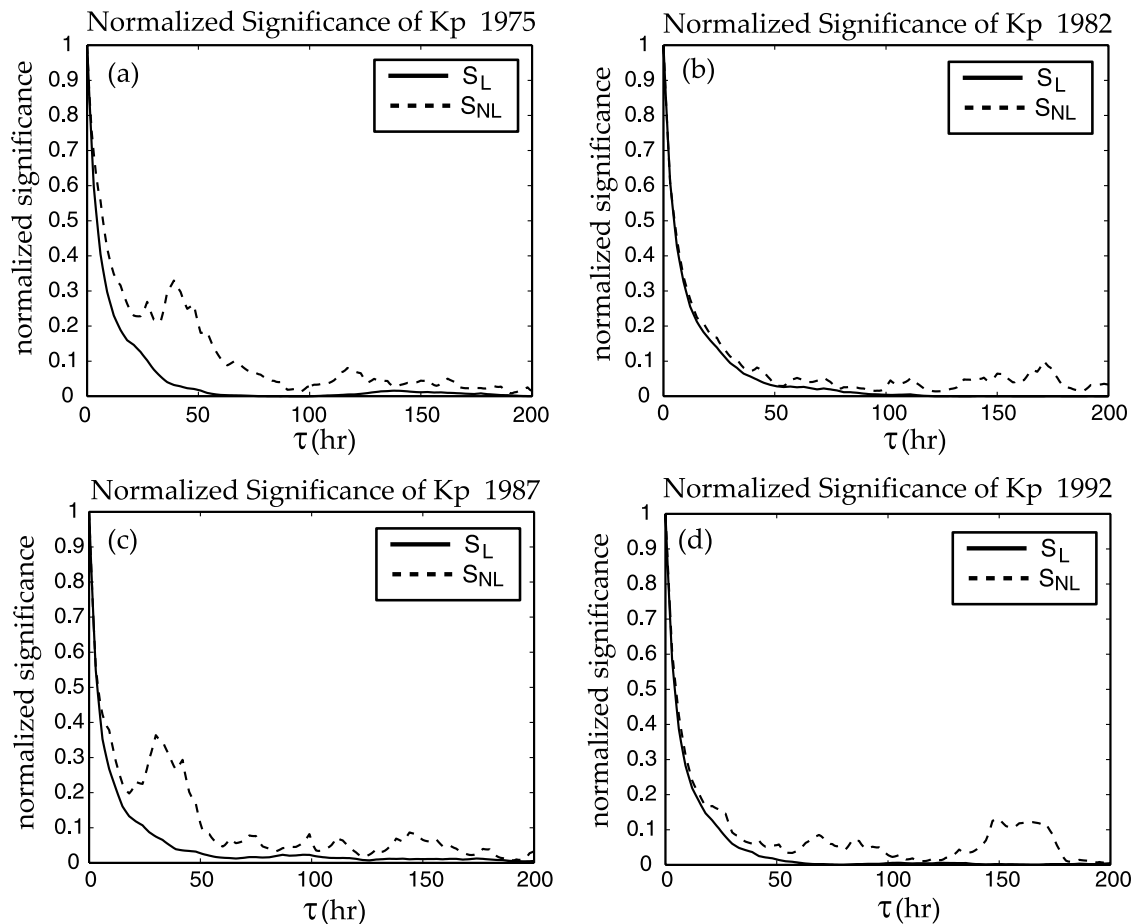 Normalized Significance of Kp 1975
(a)
S_L
S_NL
normalized significance
1
0.9
0.8
0.7
0.6
0.5
0.4
0.3
0.2
0.1
0
0 50 100 150 200
τ (hr)
Normalized Significance of Kp 1982
(b)
S_L
S_NL
normalized significance
1
0.9
0.8
0.7
0.6
0.5
0.4
0.3
0.2
0.1
0
0 50 100 150 200
τ (hr)
Normalized Significance of Kp 1987
(c)
S_L
S_NL
normalized significance
1
0.9
0.8
0.7
0.6
0.5
0.4
0.3
0.2
0.1
0
0 50 100 150 200
τ (hr)
Normalized Significance of Kp 1992
(d)
S_L
S_NL
normalized significance
1
0.9
0.8
0.7
0.6
0.5
0.4
0.3
0.2
0.1
0
0 50 100 150 200
τ (hr)